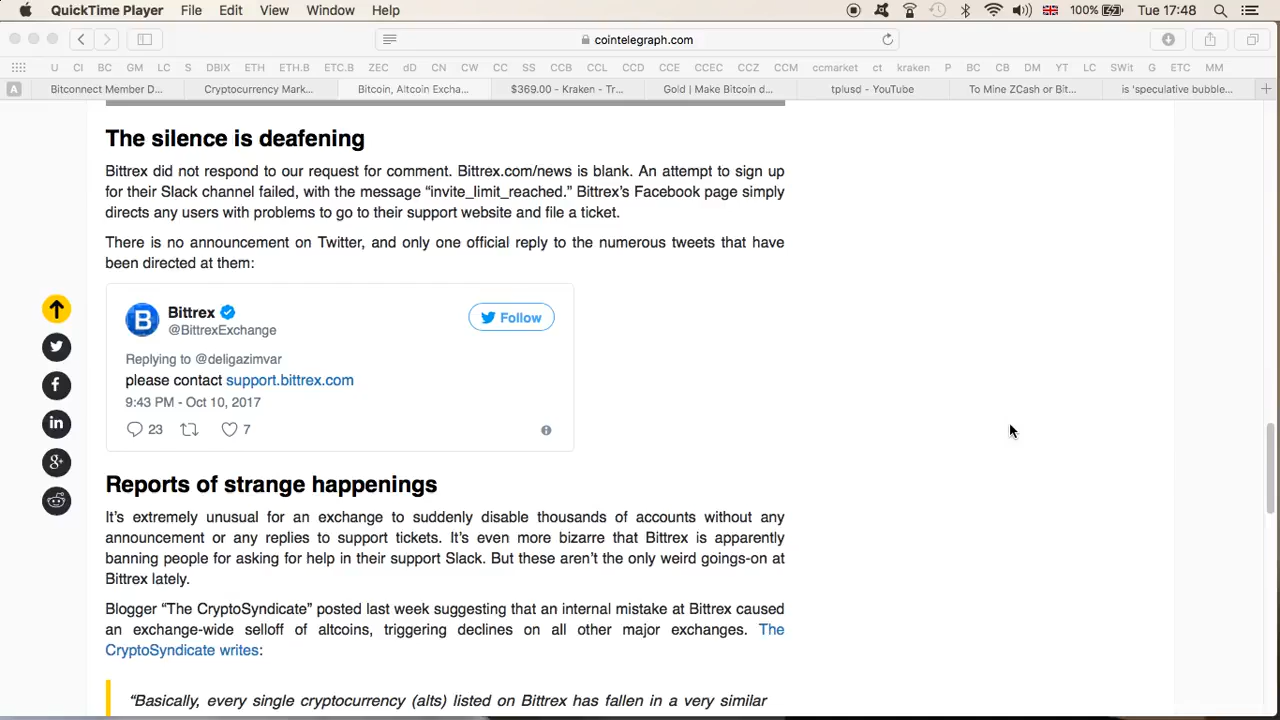 QuickTime Player File Edit View Window Help 100% Tue 17:48
cointelegraph.com
U CI BC GM LC S DBIX ETH ETH.B ETC.B ZEC dD CN CW CC SS CCB CCL CCD CCE CCEC CCZ CCM ccmarket ct kraken P BC CB DM YT LC SWit G ETC MM
A Bitconnect Member D... Cryptocurrency Mark... Bitcoin, Altcoin Excha... $369.00 - Kraken - Tr... Gold | Make Bitcoin d... tplusd - YouTube To Mine ZCash or Bit... is 'speculative bubble...
The silence is deafening
Bittrex did not respond to our request for comment. Bittrex.com/news is blank. An attempt to sign up
for their Slack channel failed, with the message “invite_limit_reached.” Bittrex’s Facebook page simply
directs any users with problems to go to their support website and file a ticket.
There is no announcement on Twitter, and only one official reply to the numerous tweets that have
been directed at them:
B Bittrex
@BittrexExchange
Follow
Replying to @deligazimvar
please contact support.bittrex.com
9:43 PM - Oct 10, 2017
23 7
Reports of strange happenings
It’s extremely unusual for an exchange to suddenly disable thousands of accounts without any
announcement or any replies to support tickets. It’s even more bizarre that Bittrex is apparently
banning people for asking for help in their support Slack. But these aren’t the only weird goings-on at
Bittrex lately.
Blogger “The CryptoSyndicate” posted last week suggesting that an internal mistake at Bittrex caused
an exchange-wide selloff of altcoins, triggering declines on all other major exchanges. The
CryptoSyndicate writes:
“Basically, every single cryptocurrency (alts) listed on Bittrex has fallen in a very similar